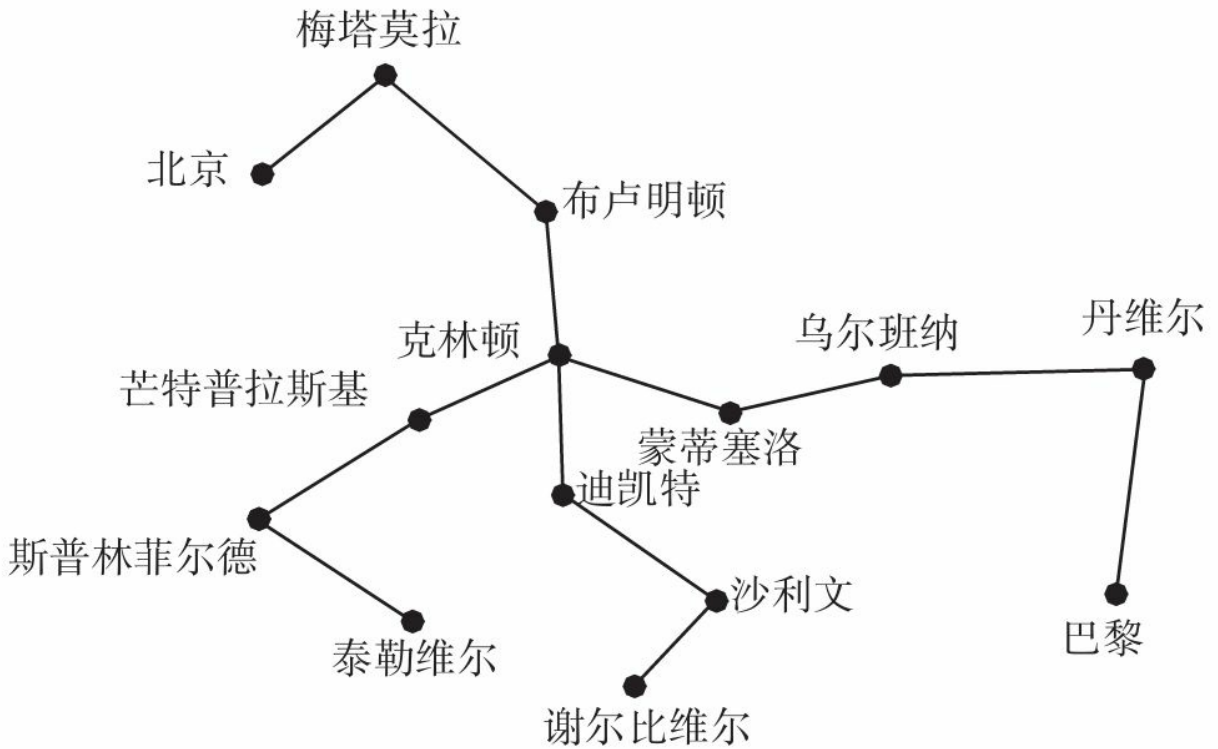 梅塔莫拉
北京
布卢明顿
克林顿
乌尔班纳
丹维尔
芒特普拉斯基
蒙蒂塞洛
迪凯特
斯普林菲尔德
沙利文
泰勒维尔
巴黎
谢尔比维尔